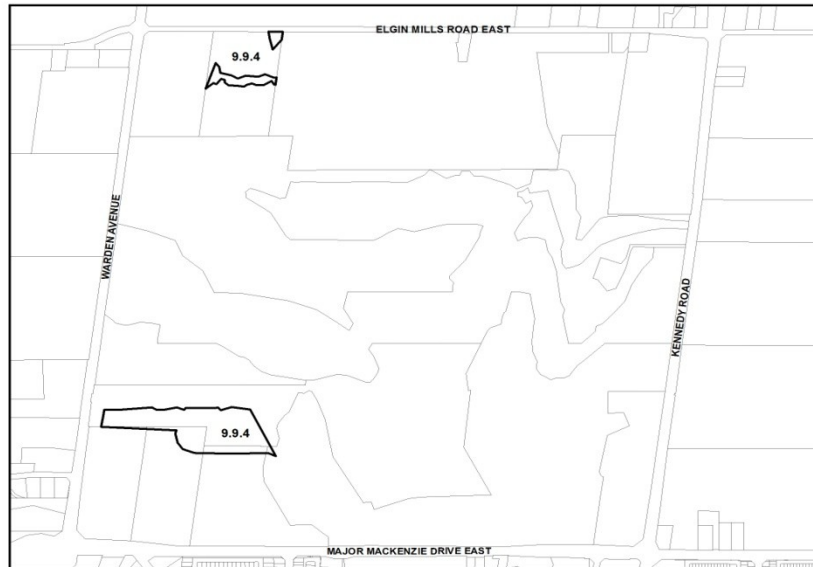 ELGIN MILLS ROAD EAST
9.9.4
WARDEN AVENUE
KENNEDY ROAD
9.9.4
MAJOR MACKENZIE DRIVE EAST